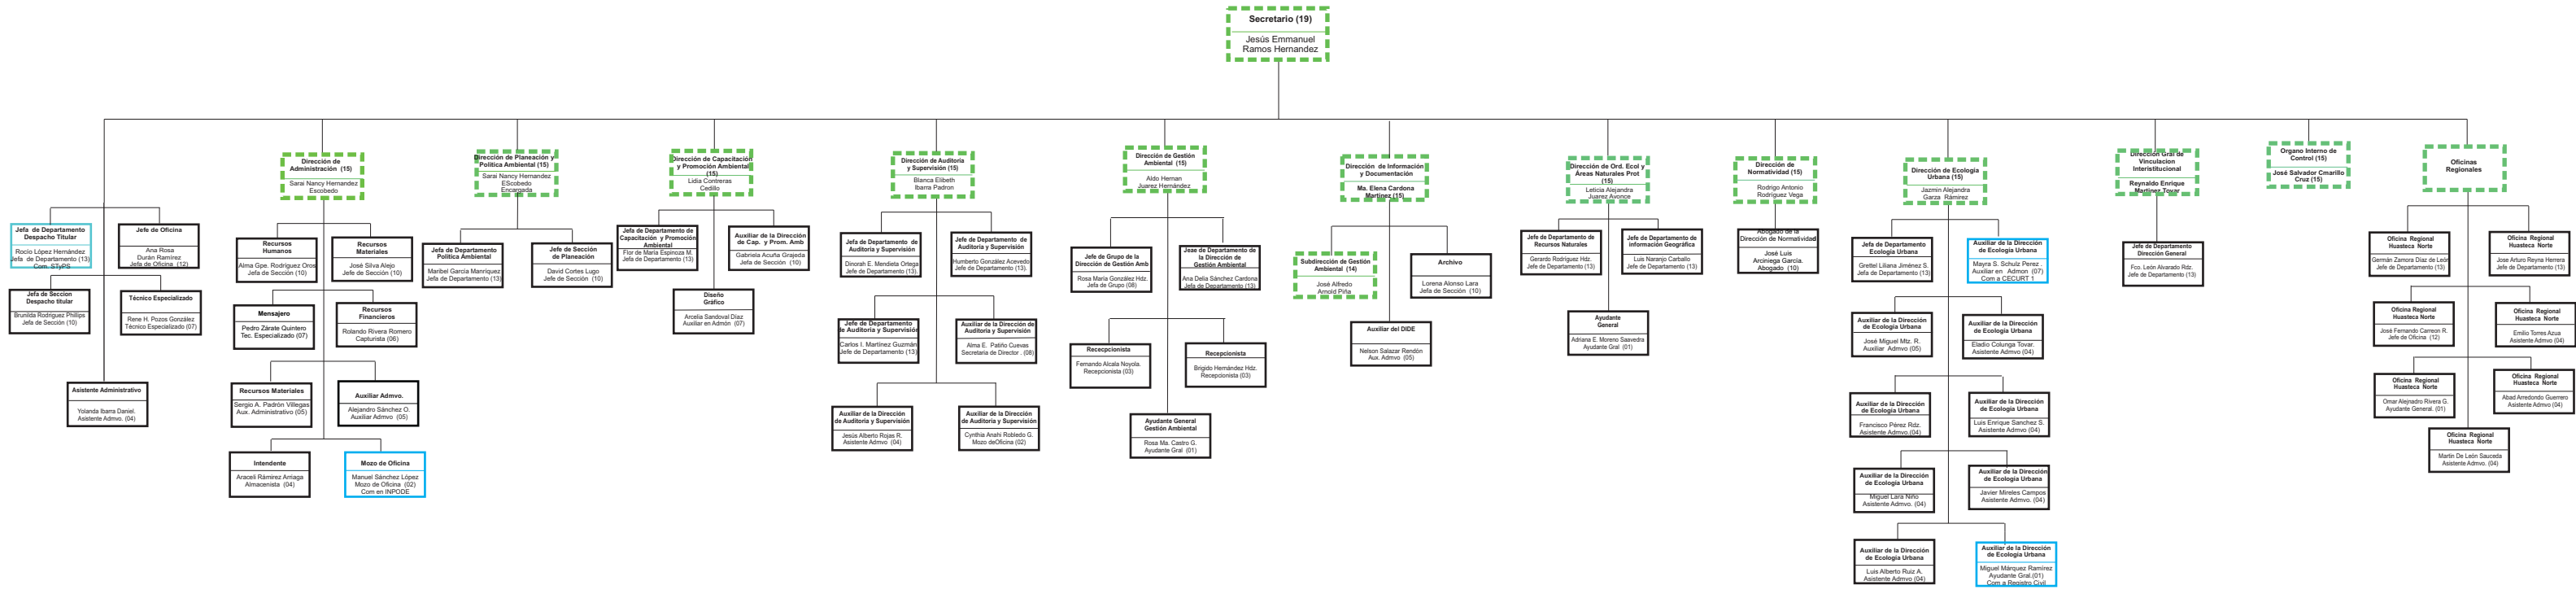 Secretario (19)
Jesús Emmanuel
Ramos Hernandez
Jefa de Departamento
Despacho Titular
Rocío López Hernández
Jefa de Departamento (13)
Com. STyPS
Jefe de Oficina
Ana Rosa
Durán Ramírez
Jefa de Oficina (12)
Jefa de Seccion
Despacho titular
Brunilda Rodríguez Phillips
Jefa de Sección (10)
Técnico Especializado
Rene H. Pozos González
Técnico Especializado (07)
Asistente Administrativo
Yolanda Ibarra Daniel.
Asistente Admvo. (04)
Dirección de
Administración (15)
Sarai Nancy Hernandez
Escobedo
Recursos
Humanos
Alma Gpe. Rodríguez Oros
Jefa de Sección (10)
Recursos
Materiales
José Silva Alejo
Jefe de Sección (10)
Mensajero
Pedro Zárate Quintero
Tec. Especializado (07)
Recursos
Financieros
Rolando Rivera Romero
Capturista (06)
Recursos Materiales
Sergio A. Padrón Villegas
Aux. Administrativo (05)
Auxiliar Admvo.
Alejandro Sánchez O.
Auxiliar Admvo (05)
Intendente
Araceli Ramírez Arriaga
Almacenista (04)
Mozo de Oficina
Manuel Sánchez López
Mozo de Oficina (02)
Com en INPODE
Dirección de Planeación y
Política Ambiental (15)
Sarai Nancy Hernandez
EScobedo
Encargada
Jefa de Departamento
Política Ambiental
Maribel García Manríquez
Jefa de Departamento (13)
Jefe de Sección
de Planeación
David Cortes Lugo
Jefe de Sección (10)
Dirección de Capacitación
y Promoción Ambiental
(15)
Lidia Contreras
Cedillo
Jefa de Departamento de
Capacitación y Promoción
Ambiental
Flor de María Espinoza M.
Jefa de Departamento (13)
Auxiliar de la Dirección
de Cap. y Prom. Amb
Gabriela Acuña Grajeda
Jefa de Sección (10)
Diseño
Gráfico
Arcelia Sandoval Díaz
Auxiliar en Admón (07)
Dirección de Auditoria
y Supervisión (15)
Blanca Elibeth
Ibarra Padron
Jefa de Departamento de
Auditoría y Supervisión
Dinorah E. Mendieta Ortega
Jefe de Departamento (13).
Jefe de Departamento de
Auditoría y Supervisión
Humberto González Acevedo
Jefe de Departamento (13).
Jefe de Departamento
de Auditoría y Supervisión
Carlos I. Martínez Guzmán
Jefe de Departamento (13)
Auxiliar de la Dirección de
Auditoría y Supervisión
Alma E. Patiño Cuevas
Secretaria de Director . (08)
Auxiliar de la Dirección
de Auditoría y Supervisión
Jesús Alberto Rojas R.
Asistente Admvo (04)
Auxiliar de la Dirección
de Auditoria y Supervisión
Cynthia Anahi Robledo G.
Mozo deOficina (02)
Dirección de Gestión
Ambiental (15)
Aldo Hernan
Juarez Hernández
Jefa de Grupo de la
Dirección de Gestión Amb
Rosa María González Hdz.
Jefa de Grupo (08)
Jeae de Departamento de
la Dirección de
Gestión Ambiental
Ana Delia Sánchez Cardona
Jefa de Departamento (13)
Rececpcionista
Fernando Alcala Noyola.
Recepcionista (03)
Recepcionista
Brigido Hernández Hdz.
Recepcionista (03)
Ayudante General
Gestión Ambiental
Rosa Ma. Castro G.
Ayudante Gral (01)
Dirección de Información
y Documentación
Ma. Elena Cardona
Martínez (15)
Subdirección de Gestión
Ambiental (14)
José Alfredo
Arnold Piña
Archivo
Lorena Alonso Lara
Jefa de Sección (10)
Auxiliar del DIDE
Nelson Salazar Rendón
Aux. Admvo (05)
Dirección de Ord. Ecol y
Áreas Naturales Prot
(15)
Leticia Alejandra
Juarez Avonce
Jefe de Departamento de
Recursos Naturales
Gerardo Rodríguez Hdz.
Jefe de Departamento (13)
Jefe de Departamento de
Información Geográfica
Luis Naranjo Carballo
Jefe de Departamento (13)
Ayudante
General
Adriana E. Moreno Saavedra
Ayudante Gral (01)
Dirección de
Normatividad (15)
Rodrigo Antonio
Rodriguez Vega
Abogado de la
Dirección de Normatividad
José Luis
Arciniega García.
Abogado (10)
Dirección de Ecología
Urbana (15)
Jazmin Alejandra
Garza Ramirez
Jefa de Departamento
Ecología Urbana
Grettel Liliana Jiménez S.
Jefa de Departamento (13)
Auxiliar de la Dirección
de Ecología Urbana
Mayra S. Schulz Perez .
Auxiliar en Admon (07)
Com a CECURT 1
Auxiliar de la Dirección
de Ecología Urbana
José Miguel Mtz. R.
Auxiliar Admvo (05)
Auxiliar de la Dirección
de Ecología Urbana
Eladio Colunga Tovar.
Asistente Admvo (04)
Auxiliar de la Dirección
de Ecología Urbana
Francisco Pérez Rdz.
Asistente Admvo.(04)
Auxiliar de la Dirección
de Ecología Urbana
Luis Enrique Sanchez S.
Asistente Admvo (04)
Auxiliar de la Dirección
de Ecología Urbana
Miguel Lara Niño
Asistente Admvo. (04)
Auxiliar de la Dirección
de Ecología Urbana
Javier Mireles Campos
Asistente Admvo. (04)
Auxiliar de la Dirección
de Ecología Urbana
Luis Alberto Ruiz A.
Asistente Admvo (04)
Auxiliar de la Dirección
de Ecología Urbana
Miguel Márquez Ramírez
Ayudante Gral.(01)
Com a Registro Civil
Dirección Gral de
Vinculacion
Interistitucional
Reynaldo Enrique
Martinez Tovar
Jefe de Departamento
Dirección General
Fco. León Alvarado Rdz.
Jefe de Departamento (13)
Organo Interno de
Control (15)
José Salvador Cmarillo
Cruz (15)
Oficinas
Regionales
Oficina Regional
Huasteca Norte
Germán Zamora Díaz de León
Jefe de Departamento (13)
Oficina Regional
Huasteca Norte
Jose Arturo Reyna Herrera
Jefe de Departamento (13)
Oficina Regional
Huasteca Norte
José Fernando Carreon R.
Jefe de Oficina (12)
Oficina Regional
Huasteca Norte
Emilio Torres Azua
Asistente Admvo (04)
Oficina Regional
Huasteca Norte
Omar Alejnadro Rivera G.
Ayudante General. (01)
Oficina Regional
Huasteca Norte
Abad Arredondo Guerrero
Asistente Admvo (04)
Oficina Regional
Huasteca Norte
Martin De León Sauceda
Asistente Admvo. (04)